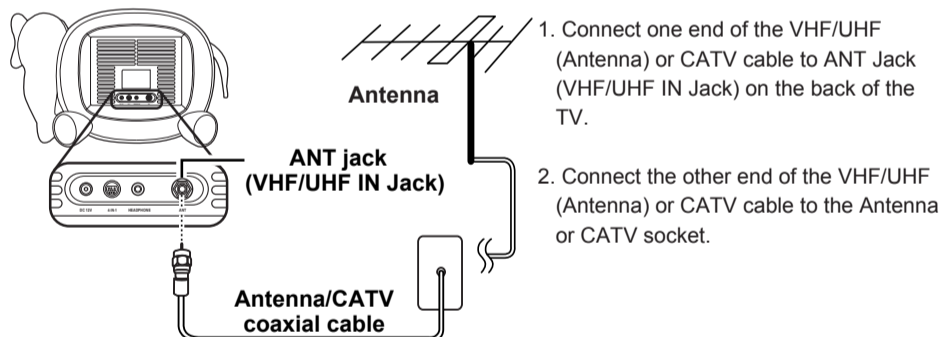 1. Connect one end of the VHF/UHF
(Antenna) or CATV cable to ANT Jack
(VHF/UHF IN Jack) on the back of the
TV.
2. Connect the other end of the VHF/UHF
(Antenna) or CATV cable to the Antenna
or CATV socket.
Antenna
ANT jack
(VHF/UHF IN Jack)
DC 12V 4-IN-1 HEADPHONE ANT
Antenna/CATV
coaxial cable